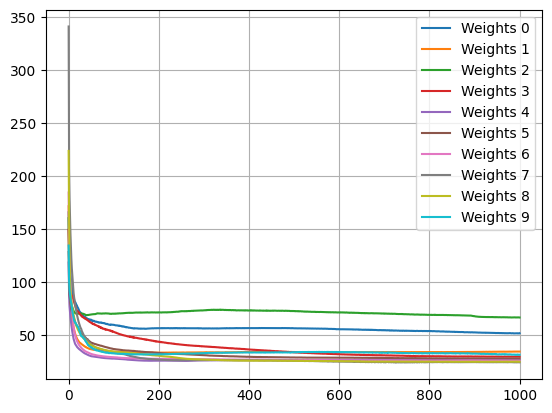 350
300
250
200
150
100
50
0
200
400
600
800
1000
Weights 0
Weights 1
Weights 2
Weights 3
Weights 4
Weights 5
Weights 6
Weights 7
Weights 8
Weights 9